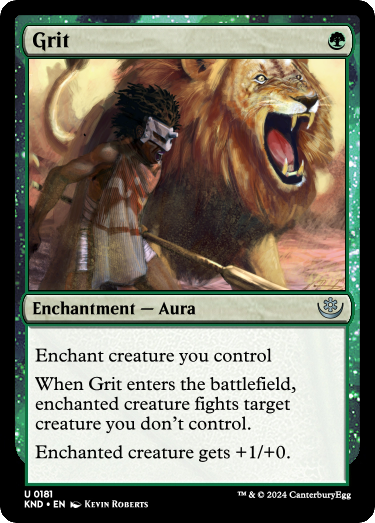 Grit
Enchantment — Aura
Enchant creature you control
When Grit enters the battlefield,
enchanted creature fights target
creature you don't control.
Enchanted creature gets +1/+0.
U 0181
KND • EN Kevin Roberts
™ & © 2024 CanterburyEgg